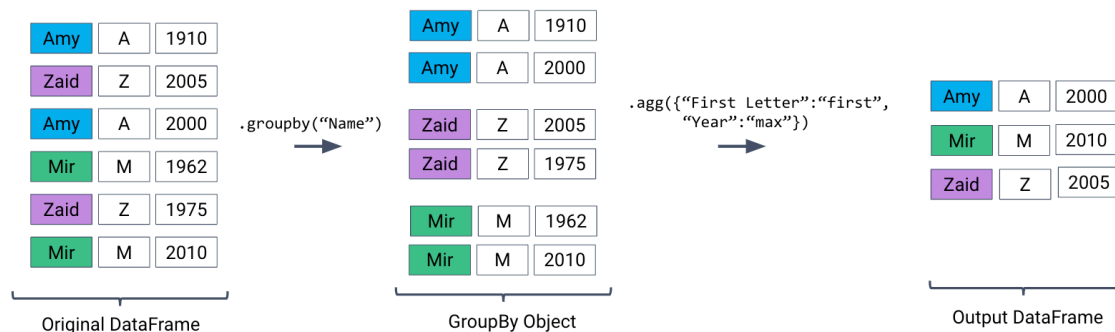 Amy A 1910
Zaid Z 2005
Amy A 2000
Mir M 1962
Zaid Z 1975
Mir M 2010
Original DataFrame
.groupby(“Name”)
Amy A 1910
Amy A 2000
Zaid Z 2005
Zaid Z 1975
Mir M 1962
Mir M 2010
GroupBy Object
.agg({“First Letter”:“first”,
“Year”:“max”})
Amy A 2000
Mir M 2010
Zaid Z 2005
Output DataFrame